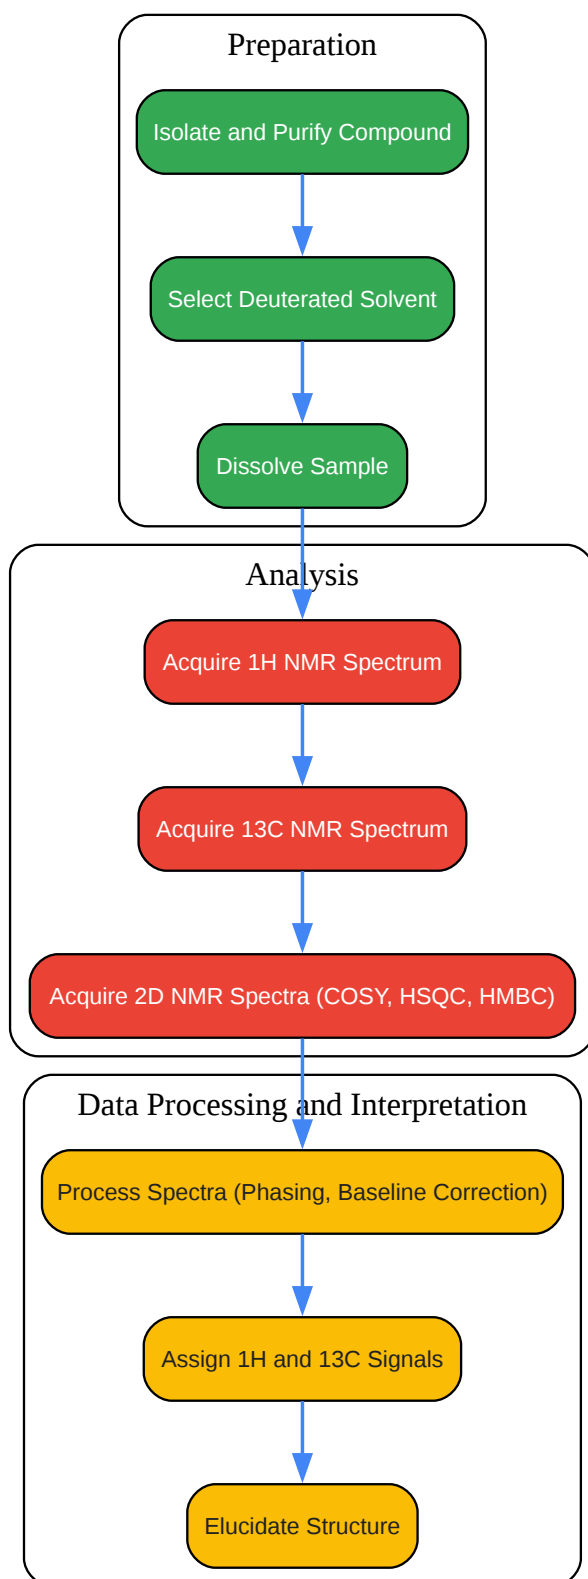 Preparation
Isolate and Purify Compound
Select Deuterated Solvent
Dissolve Sample
Analysis
Acquire 1H NMR Spectrum
Acquire 13C NMR Spectrum
Acquire 2D NMR Spectra (COSY, HSQC, HMBC)
Data Processing and Interpretation
Process Spectra (Phasing, Baseline Correction)
Assign 1H and 13C Signals
Elucidate Structure